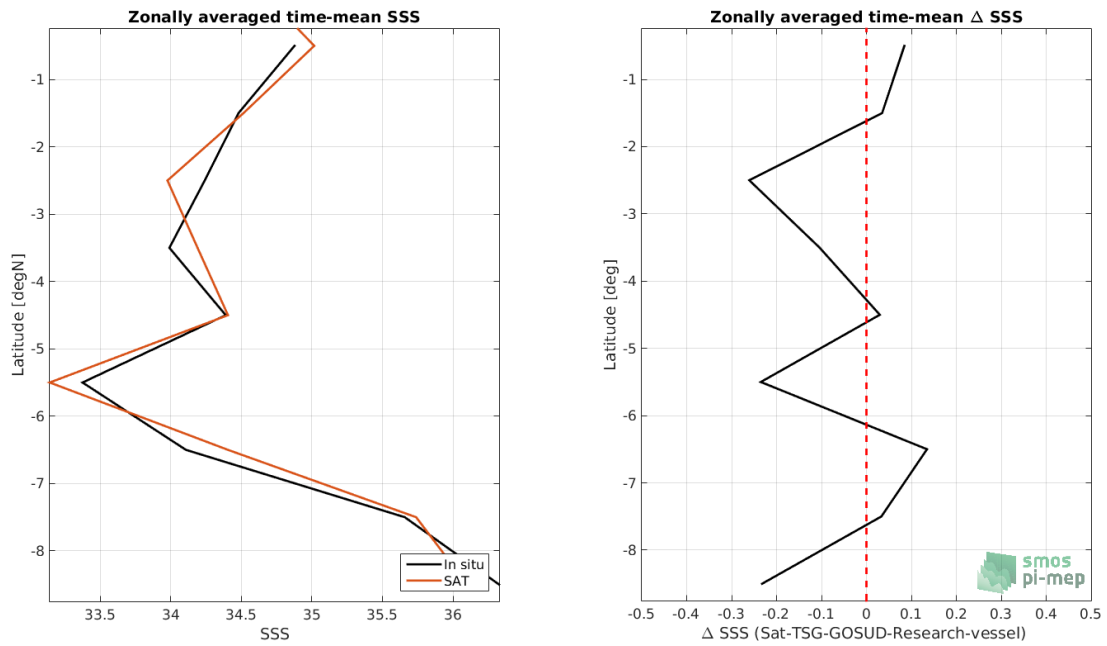 Zonally averaged time-mean SSS
-1
-2
-3
-4
-5
-6
-7
-8
Latitude [degN]
33.5 34 34.5 35 35.5 36
SSS
In situ
SAT
Zonally averaged time-mean Δ SSS
-1
-2
-3
-4
-5
-6
-7
-8
Latitude [deg]
-0.5 -0.4 -0.3 -0.2 -0.1 0 0.1 0.2 0.3 0.4 0.5
Δ SSS (Sat-TSG-GOSUD-Research-vessel)
smos
pi-mep